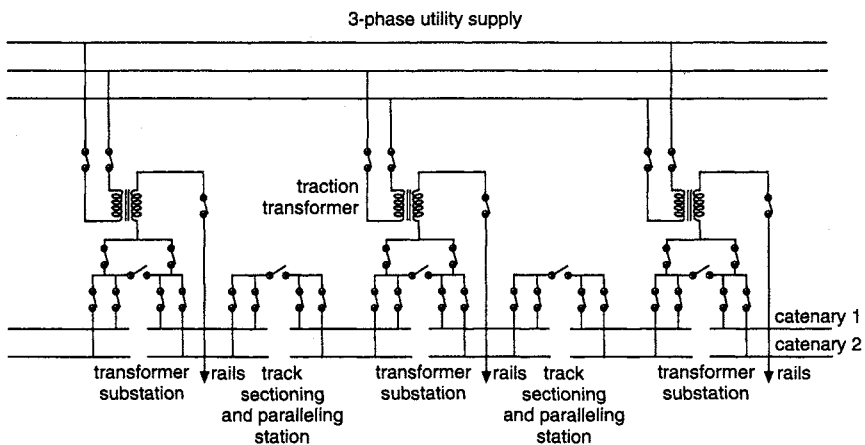 3-phase utility supply
traction
transformer
catenary 1
catenary 2
transformer
substation
rails
track
sectioning
and paralleling
station
transformer
substation
rails
track
sectioning
and paralleling
station
transformer
substation
rails